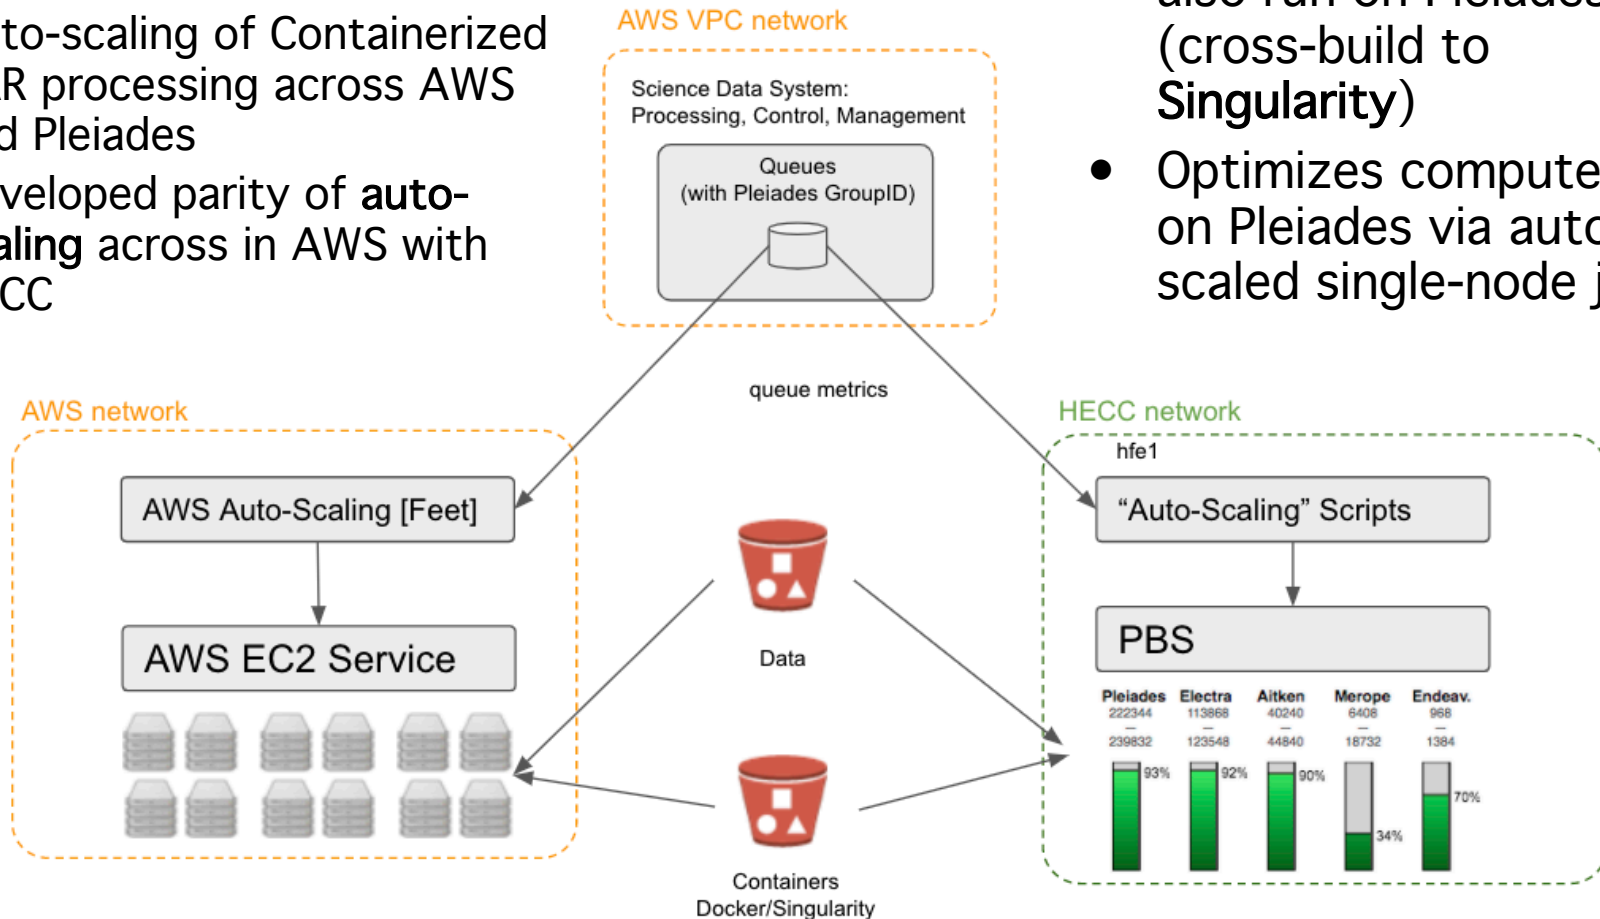 to-scaling of Containerized
R processing across AWS
d Pleiades
veloped parity of auto-
aling across in AWS with
CC
AWS VPC network
Science Data System:
Processing, Control, Management
Queues
(with Pleiades GroupID)
(cross-build to
Singularity)
• Optimizes compute
on Pleiades via auto
scaled single-node j
queue metrics
AWS network
AWS Auto-Scaling [Feet]
AWS EC2 Service
Data
Containers
Docker/Singularity
HECC network
hfe1
“Auto-Scaling” Scripts
PBS
Pleiades Electra Aitken Merope Endeav.
222344 113868 40240 6408 968
— — — — —
239832 123548 44840 18732 1384
93% 92% 90% 34% 70%